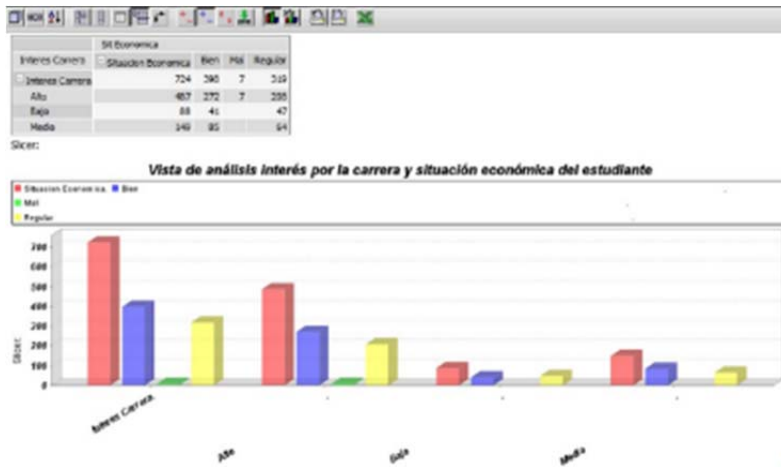 MDX
Sit Economica
Interes Carrera Situacion Economica Bien Mal Regular
Interes Carrera 724 398 7 319
Alto 487 272 7 208
Baja 88 41 47
Media 149 85 64
Slicer:
Vista de análisis interés por la carrera y situación económica del estudiante
Situacion Economica. Bien
Mal
Regular
700
600
500
400
300
200
100
0
Slicer:
Interes Carrera.
Alto
Baja
Media